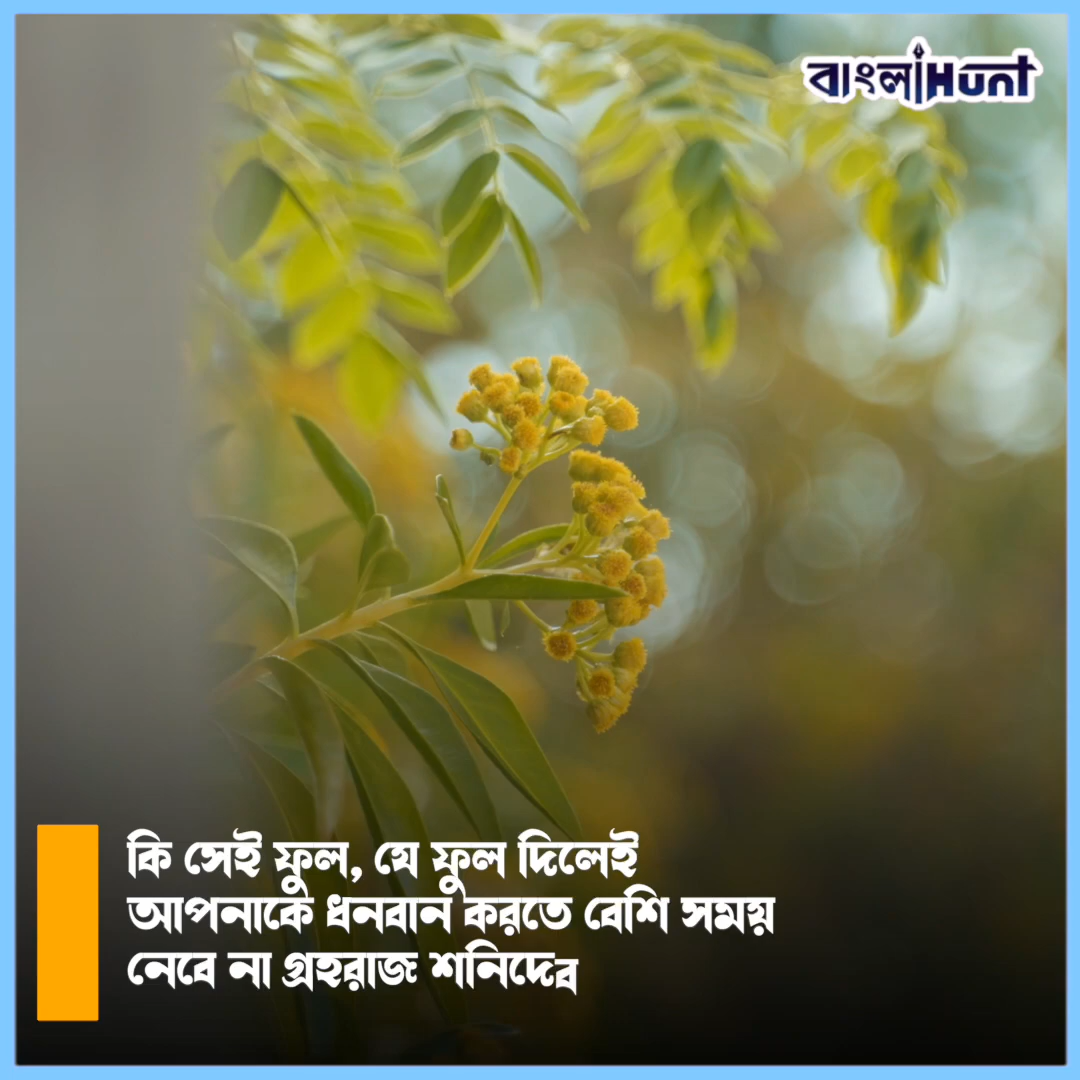 বাংলাHunt
কি সেই ফুল, যে ফুল দিলেই
আপনাকে ধনবান করতে বেশি সময়
নেবে না গ্রহরাজ শনিদেব